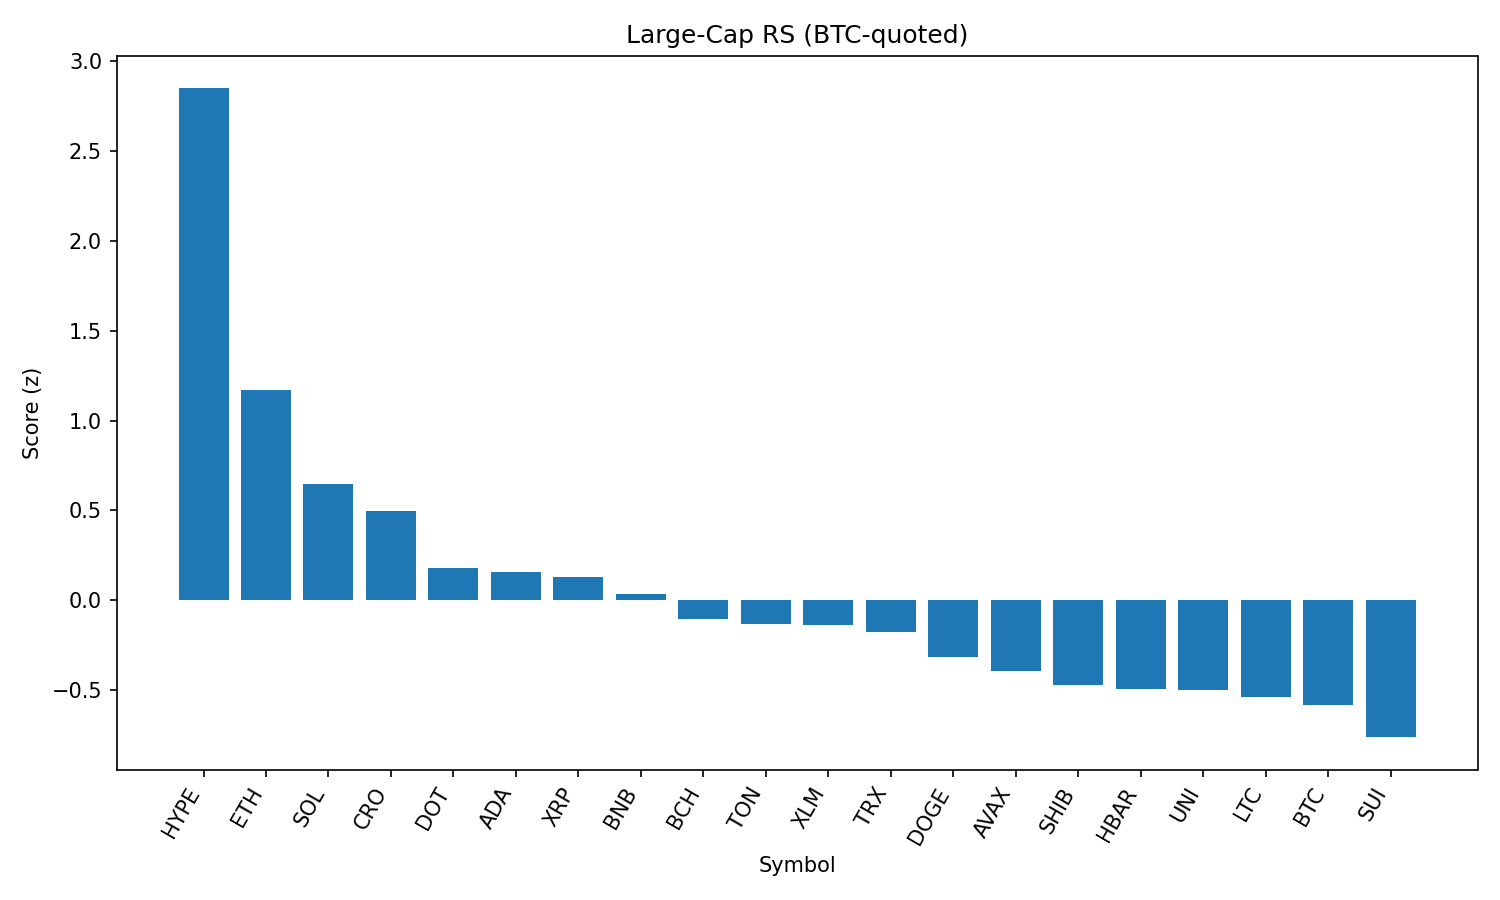 Large-Cap RS (BTC-quoted)
3.0
2.5
2.0
1.5
1.0
0.5
0.0
−0.5
Score (z)
HYPE
ETH
SOL
CRO
DOT
ADA
XRP
BNB
BCH
TON
XLM
TRX
DOGE
AVAX
SHIB
HBAR
UNI
LTC
BTC
SUI
Symbol